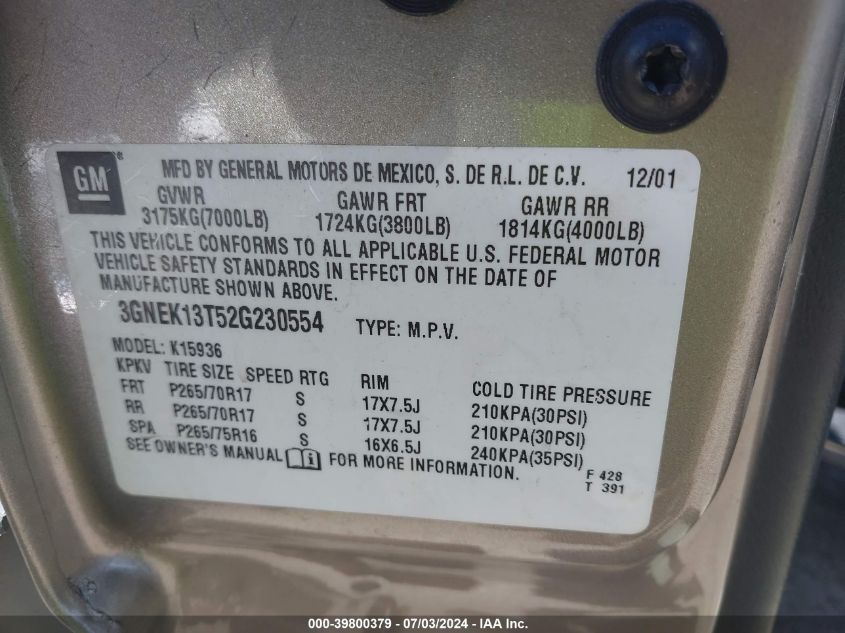 GM ® MFD BY GENERAL MOTORS DE MEXICO, S. DE R.L. DE C.V. 12/01
GVWR GAWR FRT GAWR RR
3175KG(7000LB) 1724KG(3800LB) 1814KG(4000LB)
THIS VEHICLE CONFORMS TO ALL APPLICABLE U.S. FEDERAL MOTOR
VEHICLE SAFETY STANDARDS IN EFFECT ON THE DATE OF
MANUFACTURE SHOWN ABOVE.
3GNEK13T52G230554 TYPE: M.P.V.
MODEL: K15936
KPKV TIRE SIZE SPEED RTG RIM COLD TIRE PRESSURE
FRT P265/70R17 S 17X7.5J 210KPA(30PSI)
RR P265/70R17 S 17X7.5J 210KPA(30PSI)
SPA P265/75R16 S 16X6.5J 240KPA(35PSI)
SEE OWNER'S MANUAL i FOR MORE INFORMATION.
F 428
T 391
000-39800379 / 07/03/2024 - IAA Inc.